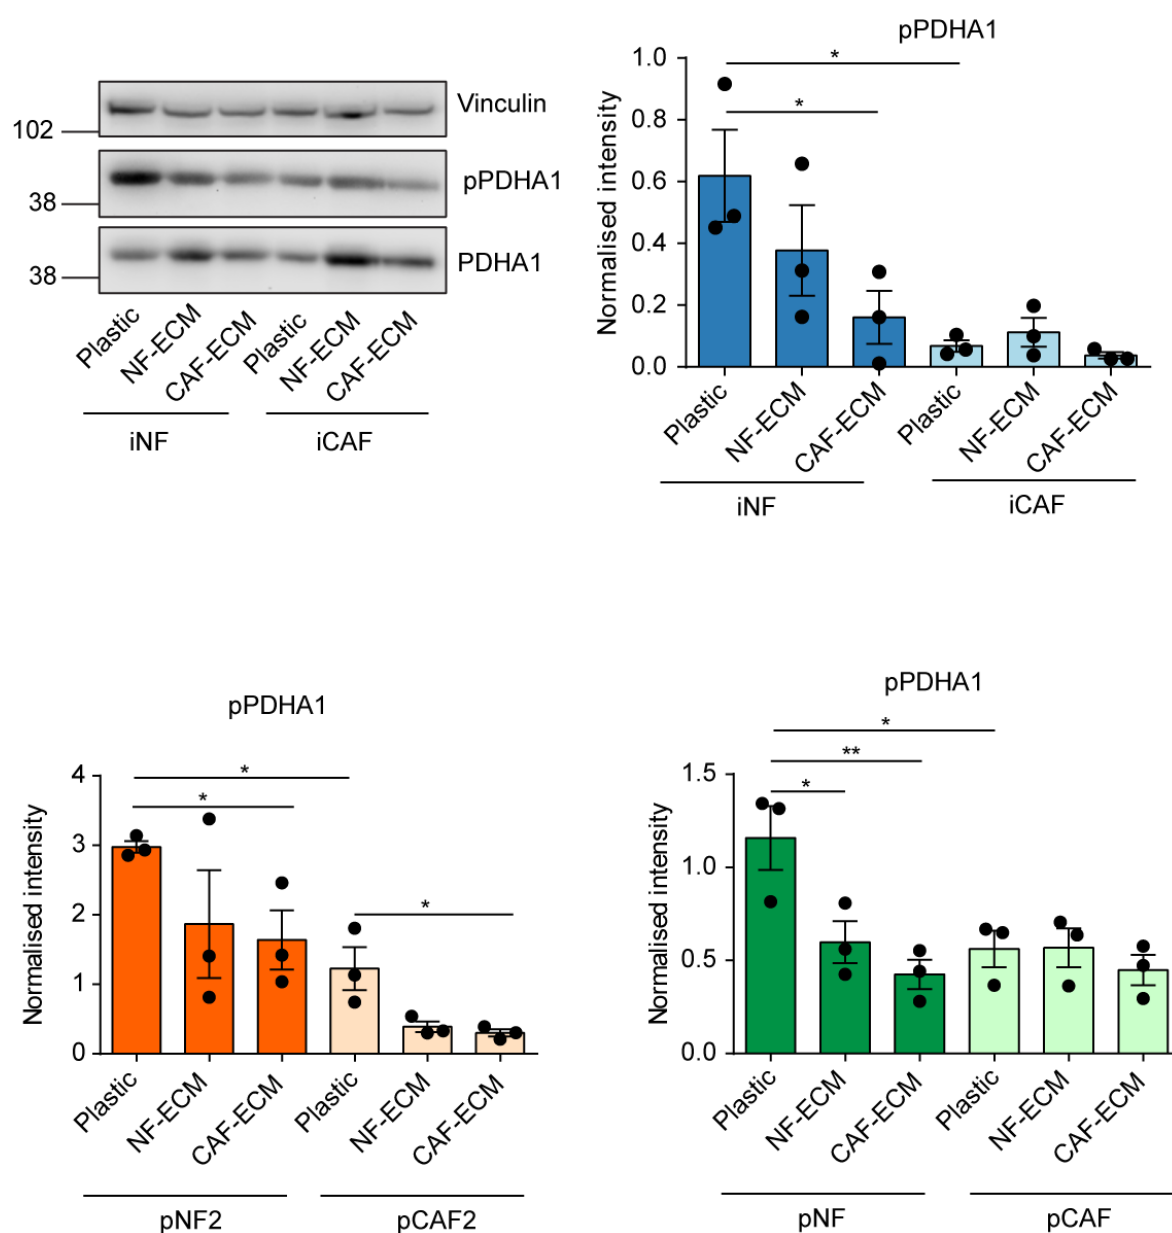 Vinculin
102
pPDHA1
38
PDHA1
38
Plastic
NF-ECM
CAF-ECM
Plastic
NF-ECM
CAF-ECM
iNF
iCAF
pPDHA1
Normalised intensity
1.0
0.8
0.6
0.4
0.2
0.0
*
*
Plastic
NF-ECM
CAF-ECM
Plastic
NF-ECM
CAF-ECM
iNF
iCAF
pPDHA1
Normalised intensity
4
3
2
1
0
*
*
*
Plastic
NF-ECM
CAF-ECM
Plastic
NF-ECM
CAF-ECM
pNF2
pCAF2
pPDHA1
Normalised intensity
1.5
1.0
0.5
0.0
*
**
*
Plastic
NF-ECM
CAF-ECM
Plastic
NF-ECM
CAF-ECM
pNF
pCAF